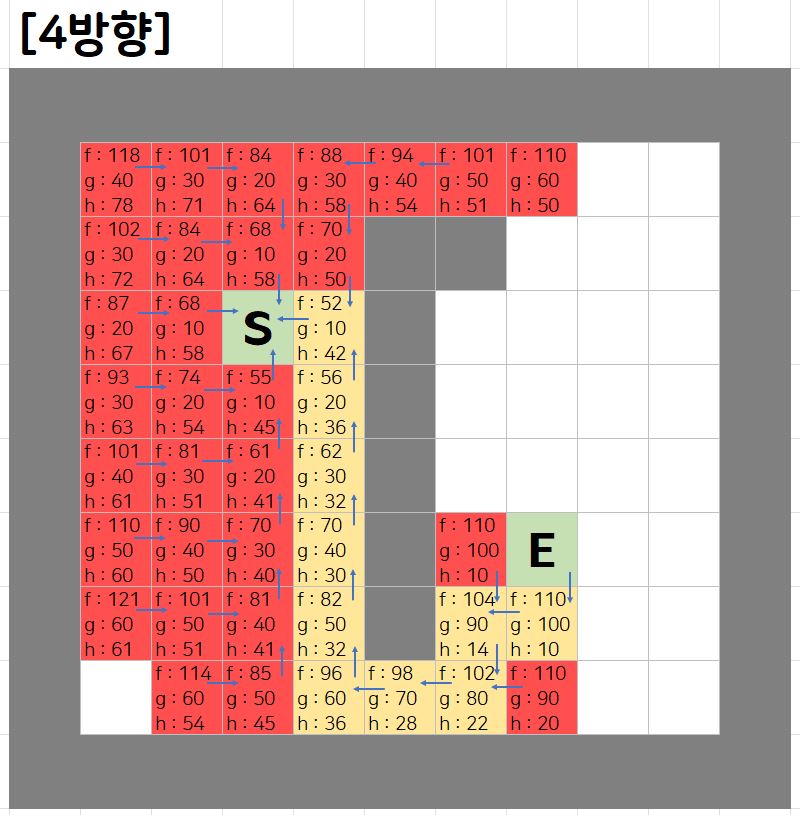 [4방향]
f : 118 f : 101 f : 84 f : 88 f : 94 f : 101 f : 110
g : 40 g : 30 g : 20 g : 30 g : 40 g : 50 g : 60
h : 78 h : 71 h : 64 h : 58 h : 54 h : 51 h : 50
f : 102 f : 84 f : 68 f : 70
g : 30 g : 20 g : 10 g : 20
h : 72 h : 64 h : 58 h : 50
f : 87 f : 68 f : 52
g : 20 g : 10 S g : 10
h : 67 h : 58 h : 42
f : 93 f : 74 f : 55 f : 56
g : 30 g : 20 g : 10 g : 20
h : 63 h : 54 h : 45 h : 36
f : 101 f : 81 f : 61 f : 62
g : 40 g : 30 g : 20 g : 30
h : 61 h : 51 h : 41 h : 32
f : 110 f : 90 f : 70 f : 70 f : 110
g : 50 g : 40 g : 30 g : 40 g : 100 E
h : 60 h : 50 h : 40 h : 30 h : 10
f : 121 f : 101 f : 81 f : 82 f : 104 f : 110
g : 60 g : 50 g : 40 g : 50 g : 90 g : 100
h : 61 h : 51 h : 41 h : 32 h : 14 h : 10
f : 114 f : 85 f : 96 f : 98 f : 102 f : 110
g : 60 g : 50 g : 60 g : 70 g : 80 g : 90
h : 54 h : 45 h : 36 h : 28 h : 22 h : 20